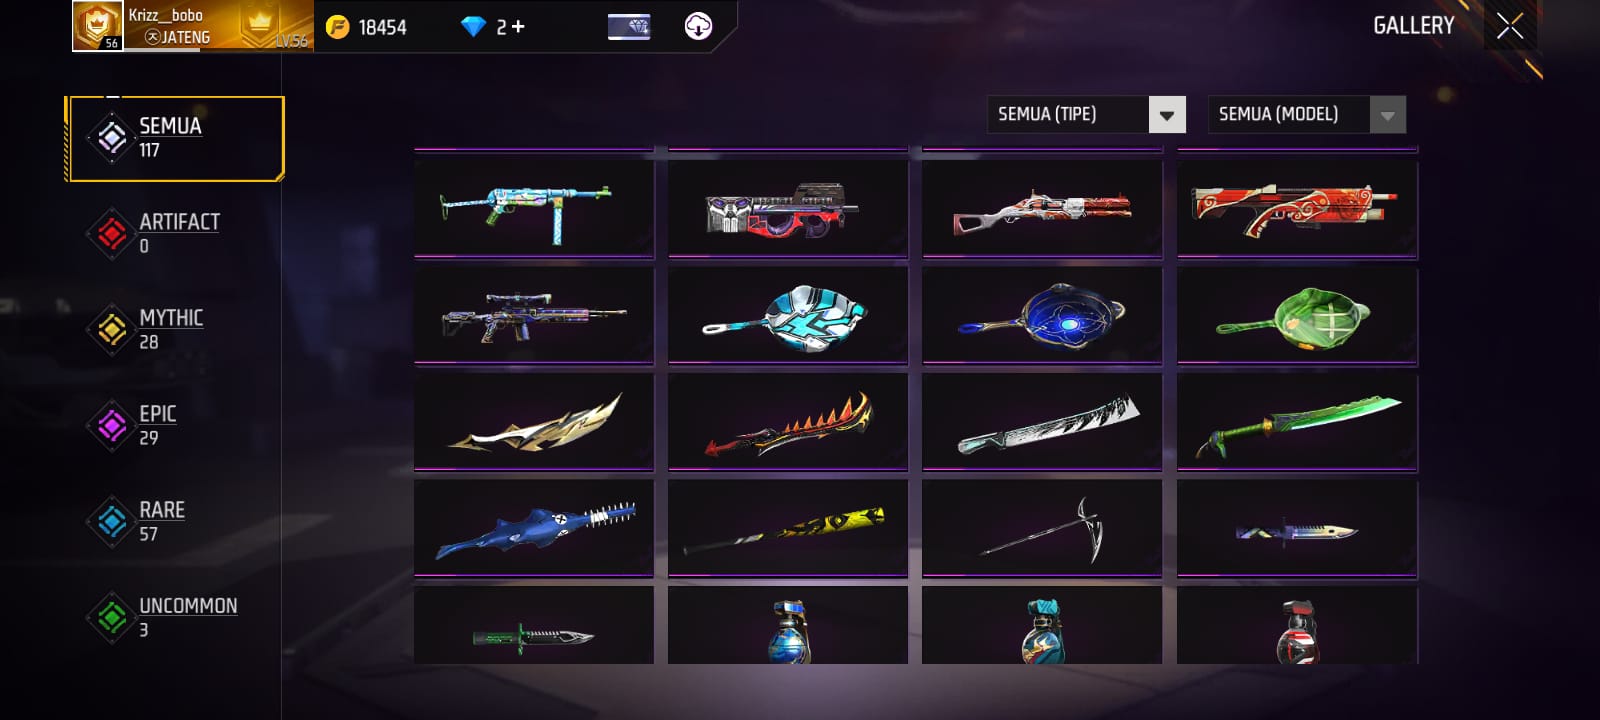 Krizz__bobo
JATENG
56
LV.56
18454
2+
GALLERY
SEMUA
117
SEMUA (TIPE)
SEMUA (MODEL)
ARTIFACT
0
MYTHIC
28
EPIC
29
RARE
57
UNCOMMON
3